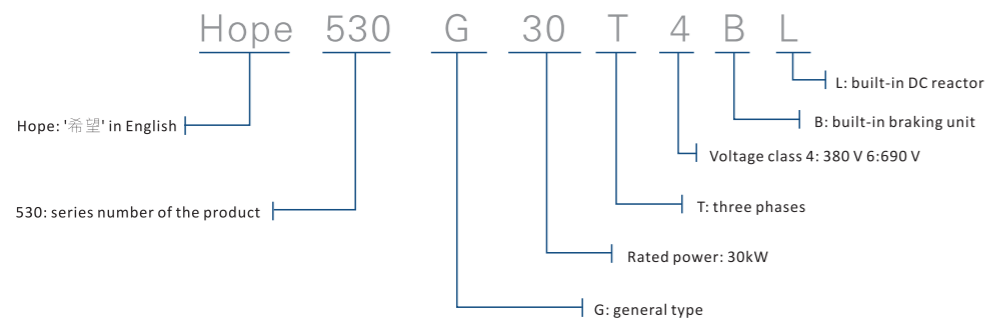 Hope 530 G 30 T 4 B L
L: built-in DC reactor
Hope: '希望' in English
B: built-in braking unit
Voltage class 4: 380 V 6:690 V
530: series number of the product
T: three phases
Rated power: 30kW
G: general type